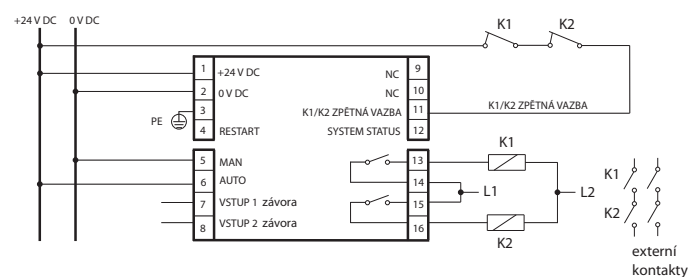 +24 V DC 0 V DC
K1 K2
1 +24 V DC NC 9
2 0 V DC NC 10
3 K1/K2 ZPĚTNÁ VAZBA 11 K1/K2 ZPĚTNÁ VAZBA
PE
4 RESTART SYSTEM STATUS 12
5 MAN 13 K1
6 AUTO 14
L1 L2 K1
7 VSTUP 1 závora 15
8 VSTUP 2 závora 16 K2
K2
externí
kontakty